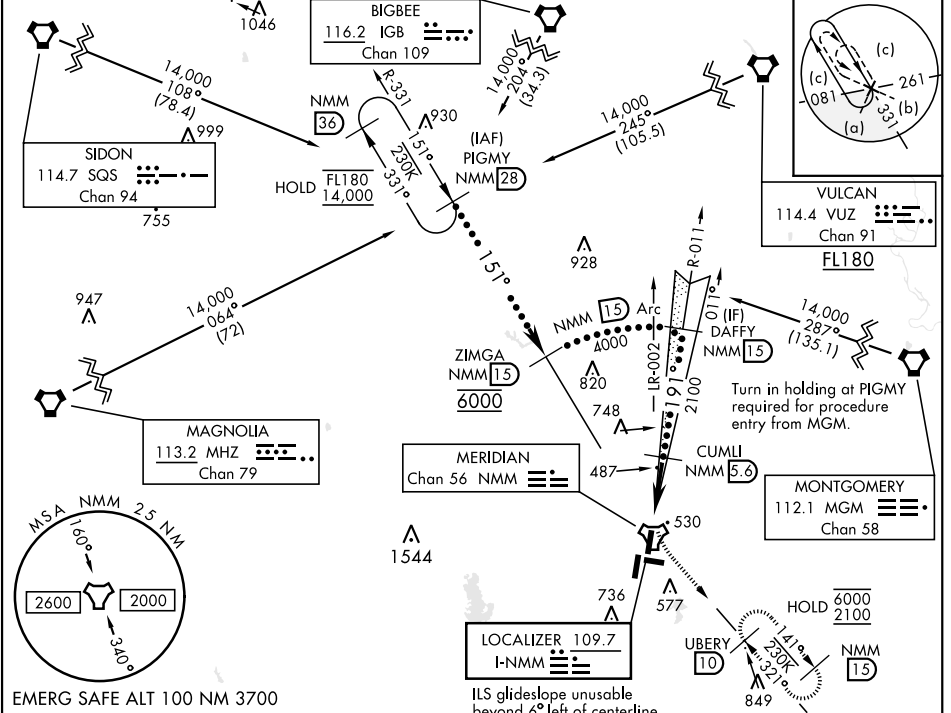 1046
BIGBEE
116.2 IGB
Chan 109
14,000
108°
(78.4)
14,000
204°
(34.3)
R-331
NMM
36
930
999
SIDON
114.7 SQS
Chan 94
755
HOLD FL180
14,000
151°
230K
331°
(IAF)
PIGMY
NMM 28
14,000
245°
(105.5)
(c)
(c)
261
081
(b)
(a)
331
VULCAN
114.4 VUZ
Chan 91
FL180
947
14,000
064°
(72)
151°
928
R-011
LR-002
011°
NMM 15 Arc
4000
(IF)
DAFFY
NMM 15
14,000
287°
(135.1)
ZIMGA
NMM 15
6000
820
191°
2100
Turn in holding at PIGMY
required for procedure
entry from MGM.
748
MAGNOLIA
113.2 MHZ
Chan 79
MERIDIAN
Chan 56 NMM
487
CUMLI
NMM 5.6
MONTGOMERY
112.1 MGM
Chan 58
MSA NMM 25 NM
160°
2600
2000
340°
1544
530
736
577
HOLD 6000
2100
LOCALIZER 109.7
I-NMM
UBERY
10
141°
230K
321°
NMM
15
849
EMERG SAFE ALT 100 NM 3700
ILS glideslope unusable
beyond 6° left of centerline